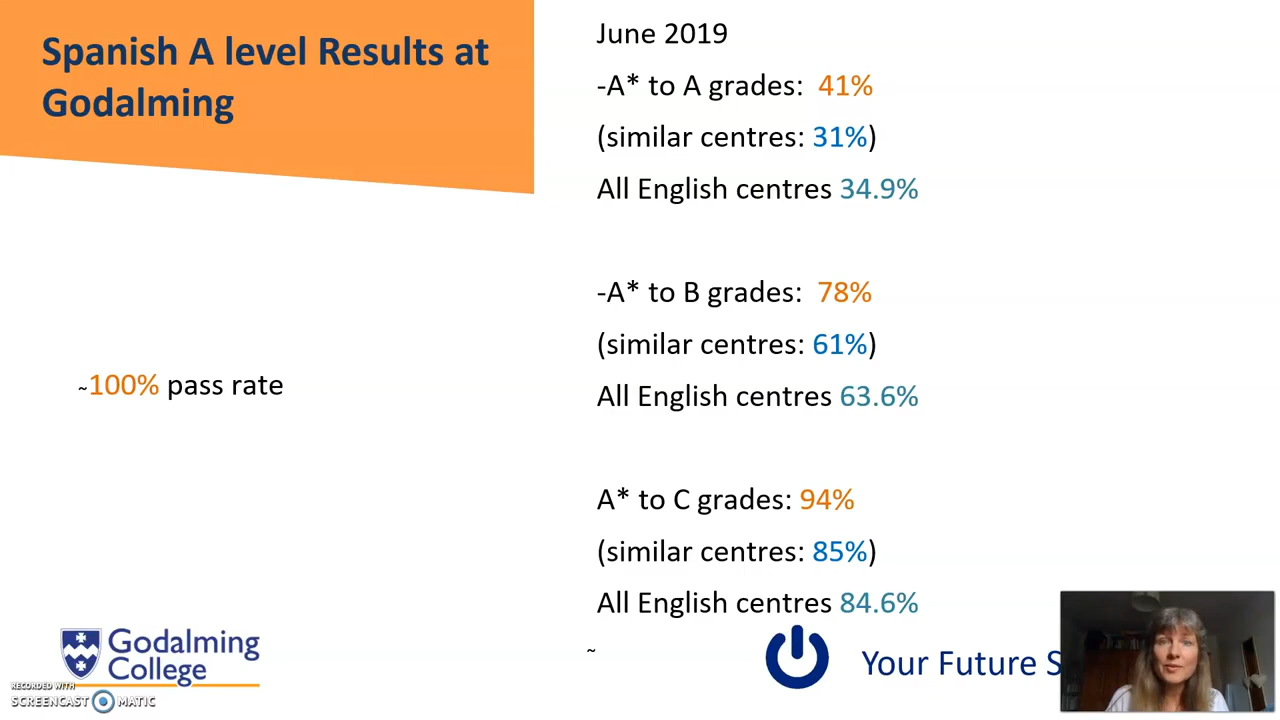 Spanish A level Results at
Godalming
June 2019
-A* to A grades: 41%
(similar centres: 31%)
All English centres 34.9%
-A* to B grades: 78%
(similar centres: 61%)
All English centres 63.6%
~100% pass rate
A* to C grades: 94%
(similar centres: 85%)
All English centres 84.6%
~
Godalming
College
Your Future S
RECORDED WITH
SCREENCAST MATIC